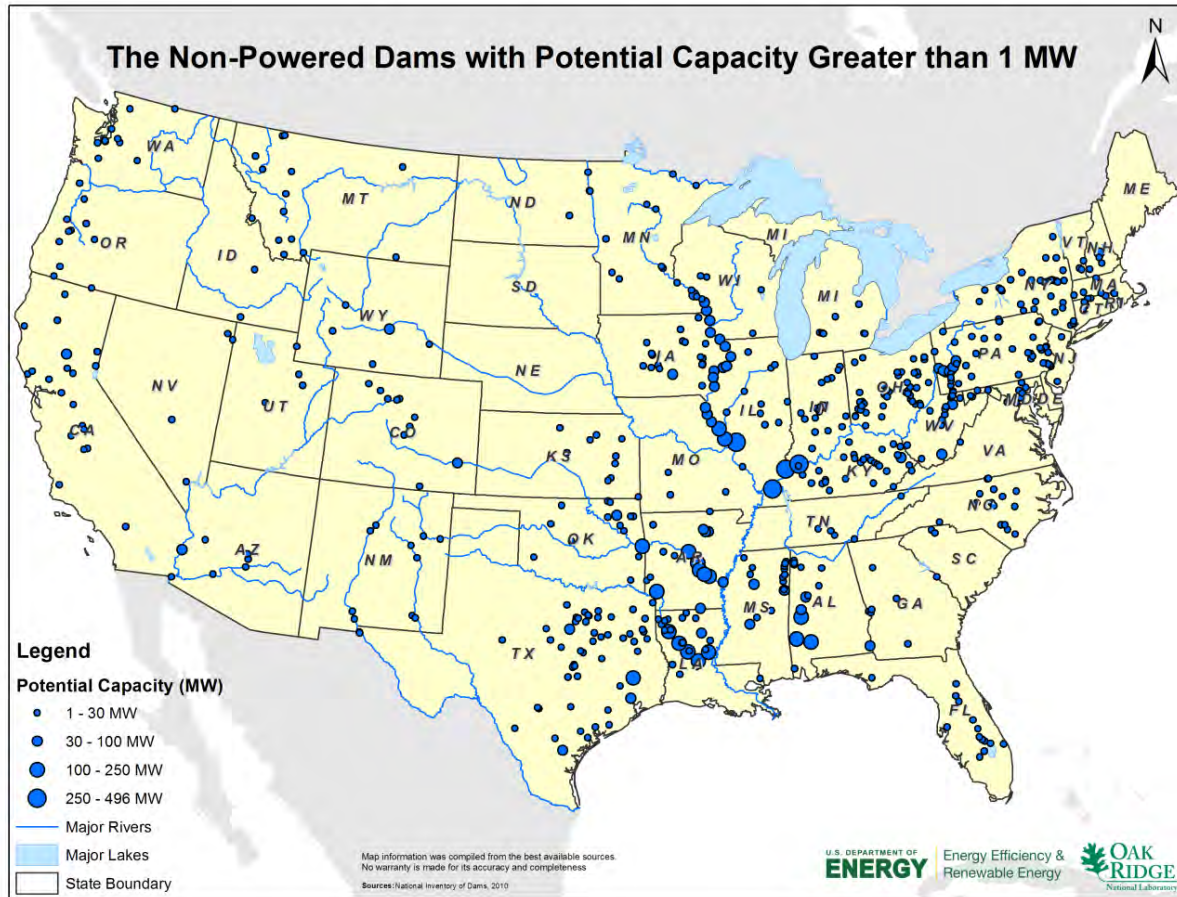 The Non-Powered Dams with Potential Capacity Greater than 1 MW
N
WA
MT
ND
MN
MI
ME
OR
ID
SD
WI
MI
VT
NH
NY
MA
CT
RI
WY
IA
PA
NJ
NE
NV
UT
IL
IN
OH
MD
DE
CA
CO
KS
MO
WV
KY
VA
AZ
NM
OK
AR
TN
NC
SC
TX
LA
MS
AL
GA
FL
Legend
Potential Capacity (MW)
1 - 30 MW
30 - 100 MW
100 - 250 MW
250 - 496 MW
Major Rivers
Major Lakes
State Boundary
Map information was compiled from the best available sources.
No warranty is made for its accuracy and completeness
Sources: National Inventory of Dams, 2010
U.S. DEPARTMENT OF
ENERGY
Energy Efficiency &
Renewable Energy
OAK
RIDGE
National Laboratory